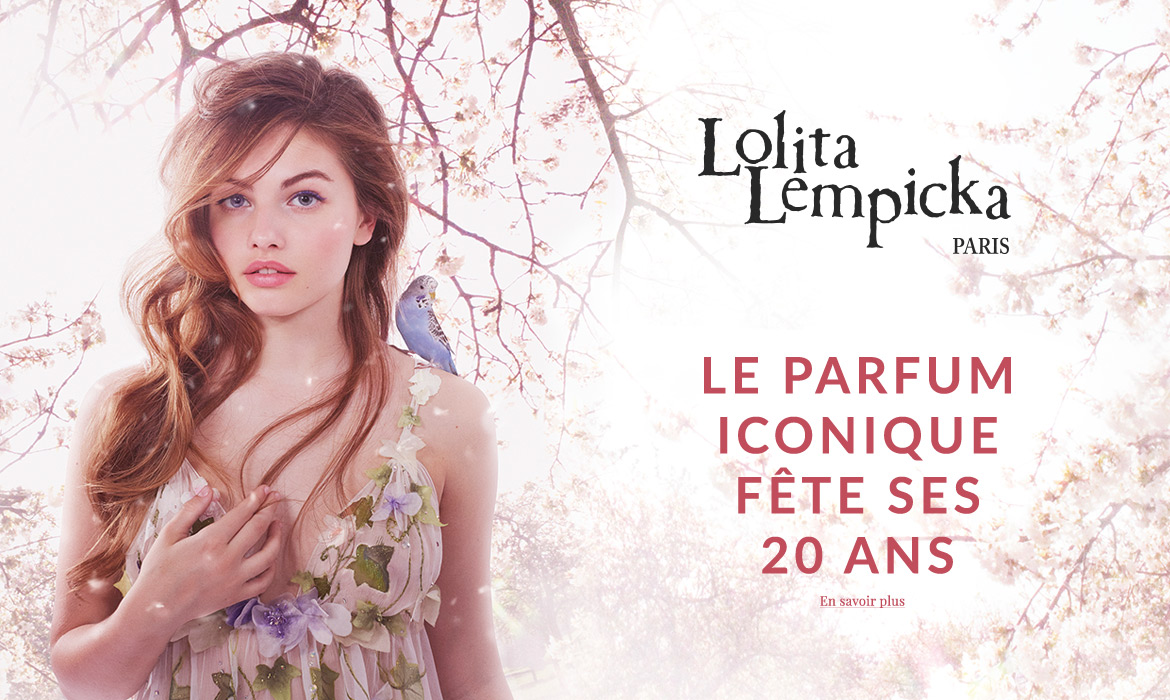 Lolita
Lempicka
PARIS
LE PARFUM
ICONIQUE
FÊTE SES
20 ANS
En savoir plus